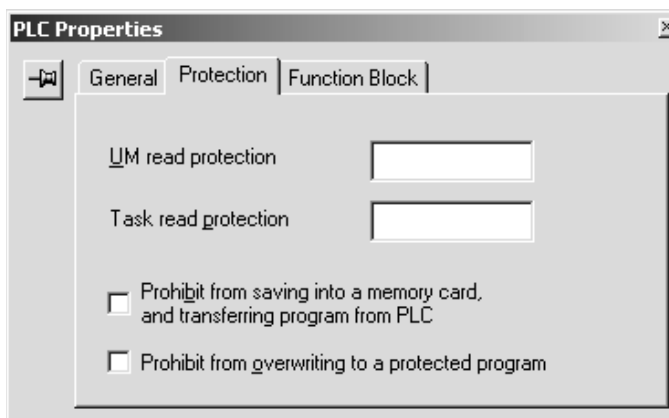 PLC Properties
General Protection Function Block
UM read protection
Task read protection
Prohibit from saving into a memory card,
and transferring program from PLC
Prohibit from overwriting to a protected program